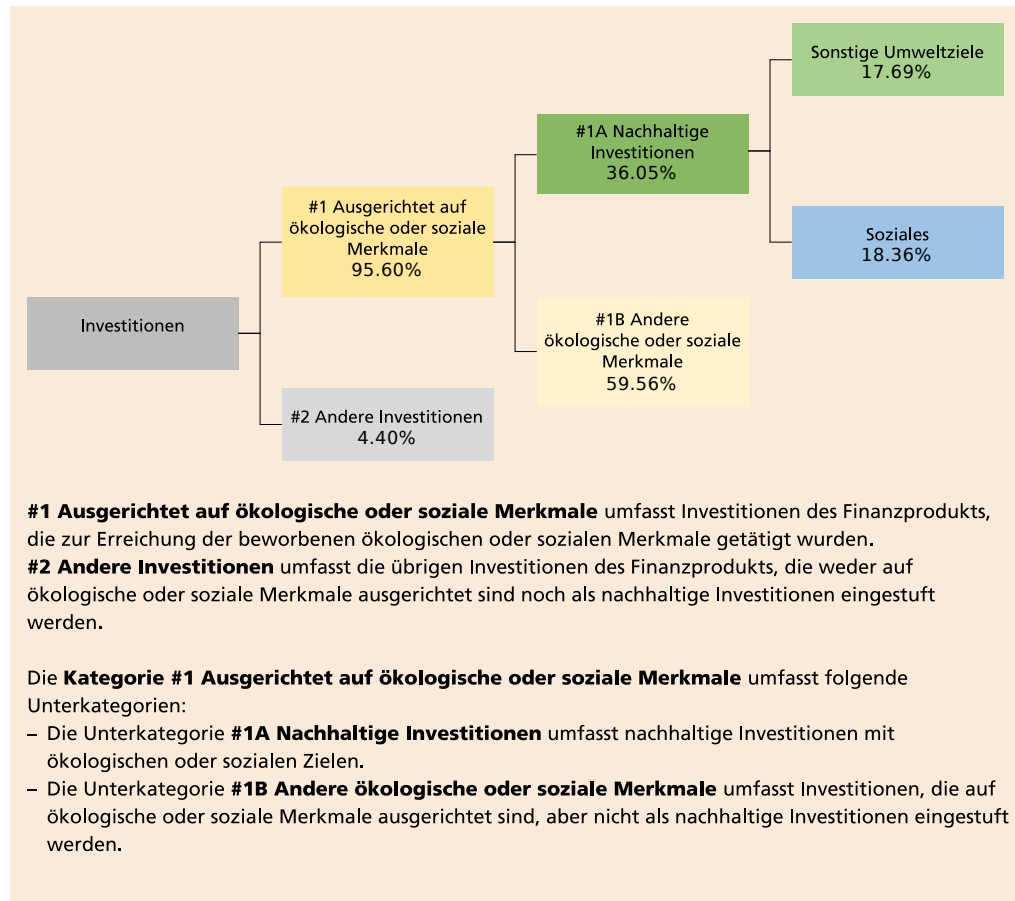 Sonstige Umweltziele
17.69%
#1A Nachhaltige
Investitionen
36.05%
#1 Ausgerichtet auf
ökologische oder soziale
Merkmale
95.60%
Soziales
18.36%
Investitionen
#1B Andere
ökologische oder soziale
Merkmale
59.56%
#2 Andere Investitionen
4.40%
#1 Ausgerichtet auf ökologische oder soziale Merkmale umfasst Investitionen des Finanzprodukts,
die zur Erreichung der beworbenen ökologischen oder sozialen Merkmale getätigt wurden.
#2 Andere Investitionen umfasst die übrigen Investitionen des Finanzprodukts, die weder auf
ökologische oder soziale Merkmale ausgerichtet sind noch als nachhaltige Investitionen eingestuft
werden.
Die Kategorie #1 Ausgerichtet auf ökologische oder soziale Merkmale umfasst folgende
Unterkategorien:
– Die Unterkategorie #1A Nachhaltige Investitionen umfasst nachhaltige Investitionen mit
ökologischen oder sozialen Zielen.
– Die Unterkategorie #1B Andere ökologische oder soziale Merkmale umfasst Investitionen, die auf
ökologische oder soziale Merkmale ausgerichtet sind, aber nicht als nachhaltige Investitionen eingestuft
werden.